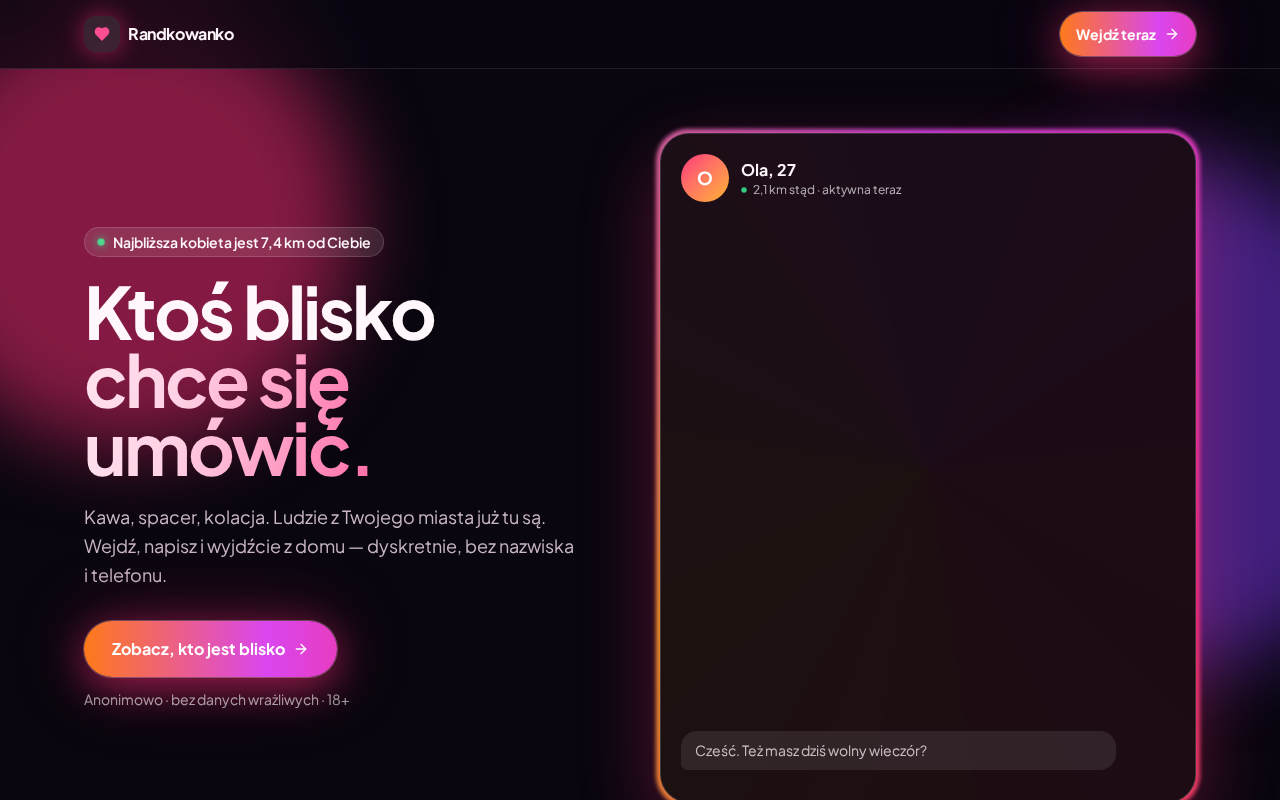 Randkowanko
Wejdź teraz
Najbliższa kobieta jest 7,4 km od Ciebie
Ktoś blisko
chce się
umówić.
Kawa, spacer, kolacja. Ludzie z Twojego miasta już tu są.
Wejdź, napisz i wyjdźcie z domu — dyskretnie, bez nazwiska
i telefonu.
Zobacz, kto jest blisko
Anonimowo · bez danych wrażliwych · 18+
O
Ola, 27
2,1 km stąd · aktywna teraz
Cześć. Też masz dziś wolny wieczór?